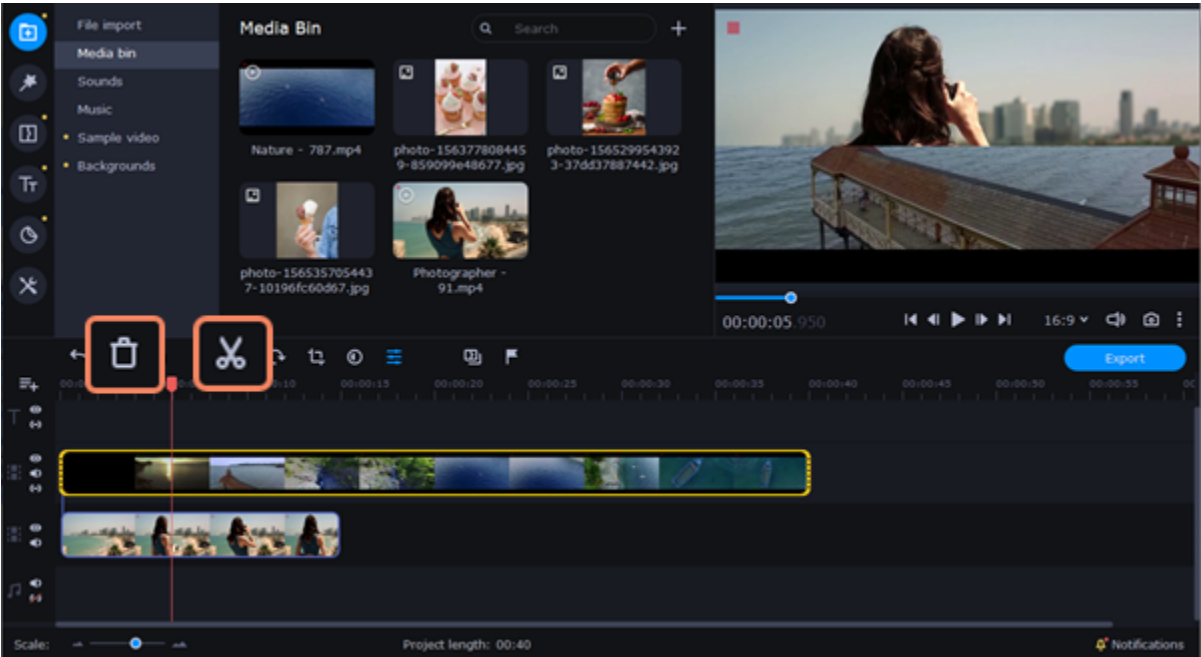 File import
Media bin
Sounds
Music
Sample video
Backgrounds
Media Bin
Search
Nature - 787.mp4
photo-156377808445
9-859099e48677.jpg
photo-156529954392
3-37dd37887442.jpg
photo-156535705443
7-10196fc60d67.jpg
Photographer -
91.mp4
00:00:05.950
16:9
Export
00:00:15
00:00:20
00:00:25
00:00:30
00:00:35
00:00:40
00:00:45
00:00:50
00:00:55
Scale:
Project length: 00:40
Notifications